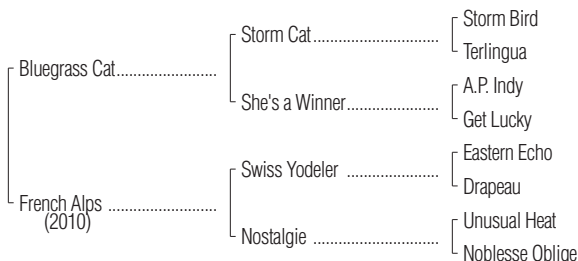 Storm Bird
Storm Cat
Terlingua
Bluegrass Cat
A.P. Indy
She's a Winner
Get Lucky
Eastern Echo
Swiss Yodeler
Drapeau
French Alps
(2010)
Unusual Heat
Nostalgie
Noblesse Oblige